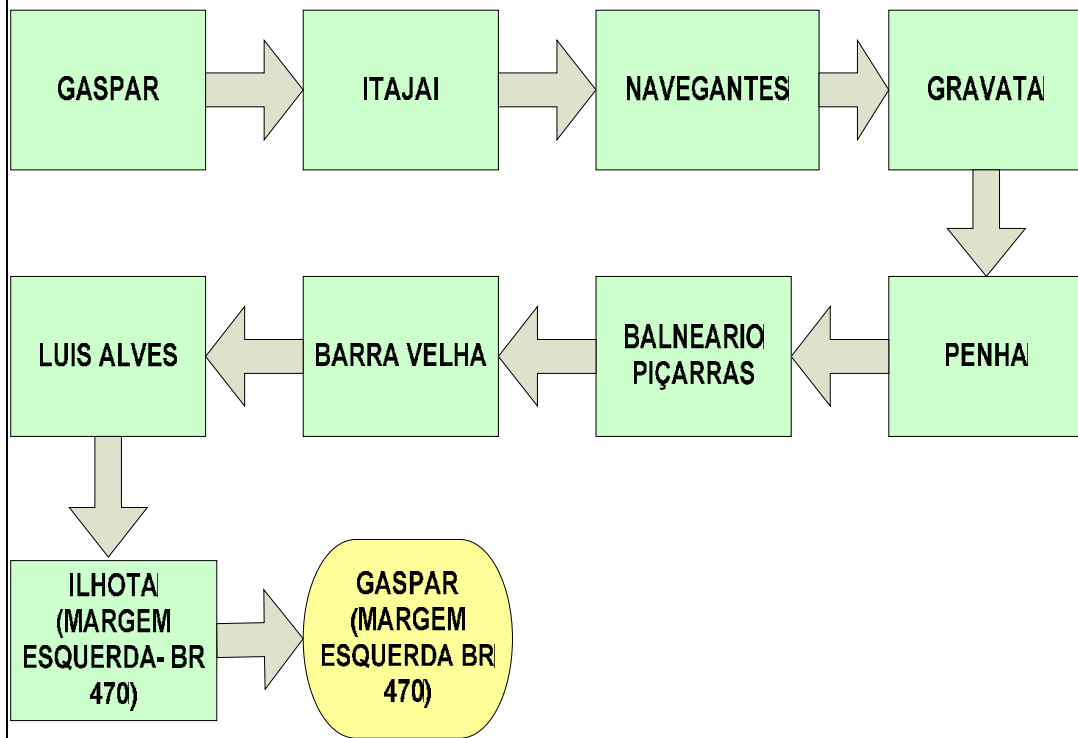 GASPAR
ITAJAI
NAVEGANTES
GRAVATA
LUIS ALVES
BARRA VELHA
BALNEARIO
PIÇARRAS
PENHA
ILHOTA
(MARGEM
ESQUERDA- BR
470)
GASPAR
(MARGEM
ESQUERDA BR
470)